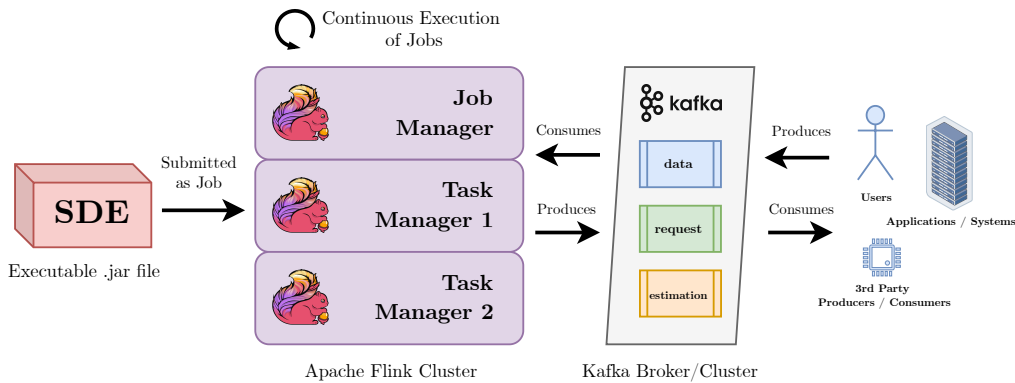 Continuous Execution
of Jobs
SDE
Executable .jar file
Submitted
as Job
Job
Manager
Task
Manager 1
Task
Manager 2
Apache Flink Cluster
Consumes
Produces
kafka
data
request
estimation
Kafka Broker/Cluster
Produces
Consumes
Users
Applications / Systems
3rd Party
Producers / Consumers